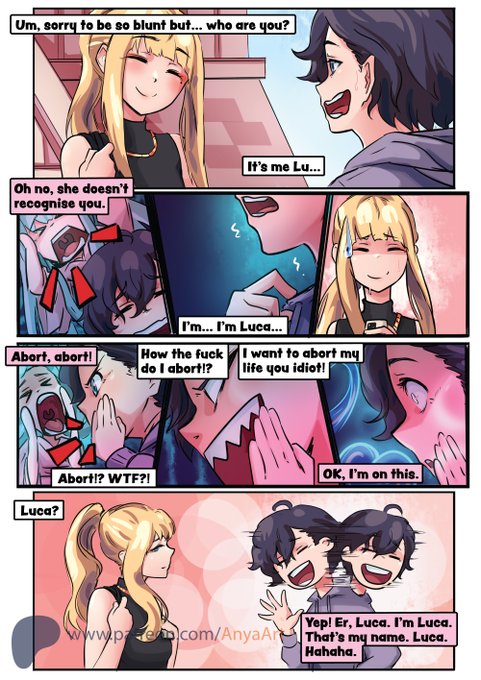 Um, sorry to be so blunt but... who are you?
It's me Lu...
Oh no, she doesn't
recognise you.
I'm... I'm Luca...
Abort, abort!
How the fuck
do I abort!?
I want to abort my
life you idiot!
Abort!? WTF?!
OK, I'm on this.
Luca?
Yep! Er, Luca. I'm Luca.
That's my name. Luca.
Hahaha.
www.patreon.com/AnyaAr